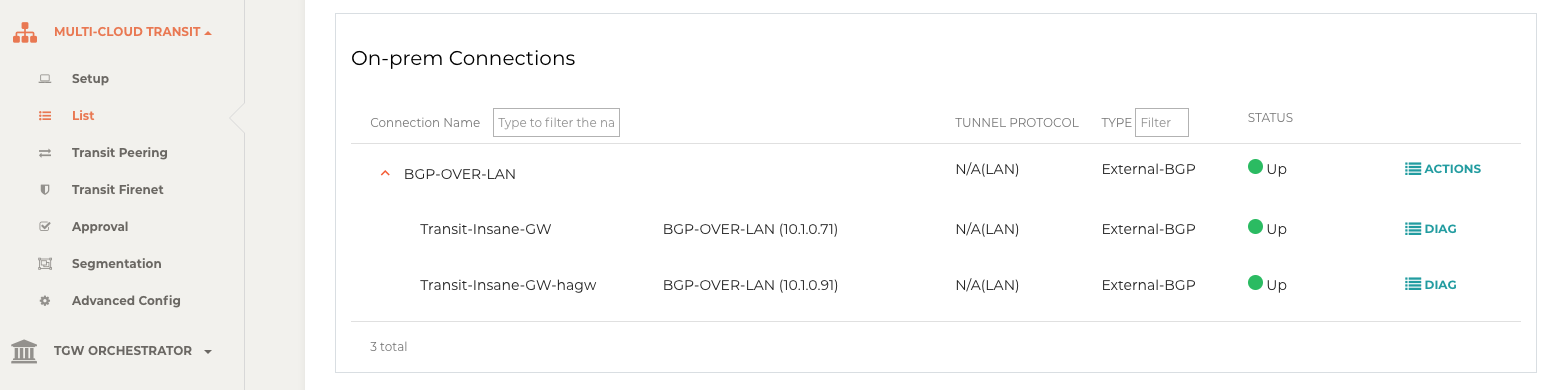 MULTI-CLOUD TRANSIT
Setup
List
Transit Peering
Transit Firenet
Approval
Segmentation
Advanced Config
TGW ORCHESTRATOR
On-prem Connections
Connection Name Type to filter the na TUNNEL PROTOCOL TYPE Filter STATUS
BGP-OVER-LAN N/A(LAN) External-BGP Up ACTIONS
Transit-Insane-GW BGP-OVER-LAN (10.1.0.71) N/A(LAN) External-BGP Up DIAG
Transit-Insane-GW-hagw BGP-OVER-LAN (10.1.0.91) N/A(LAN) External-BGP Up DIAG
3 total